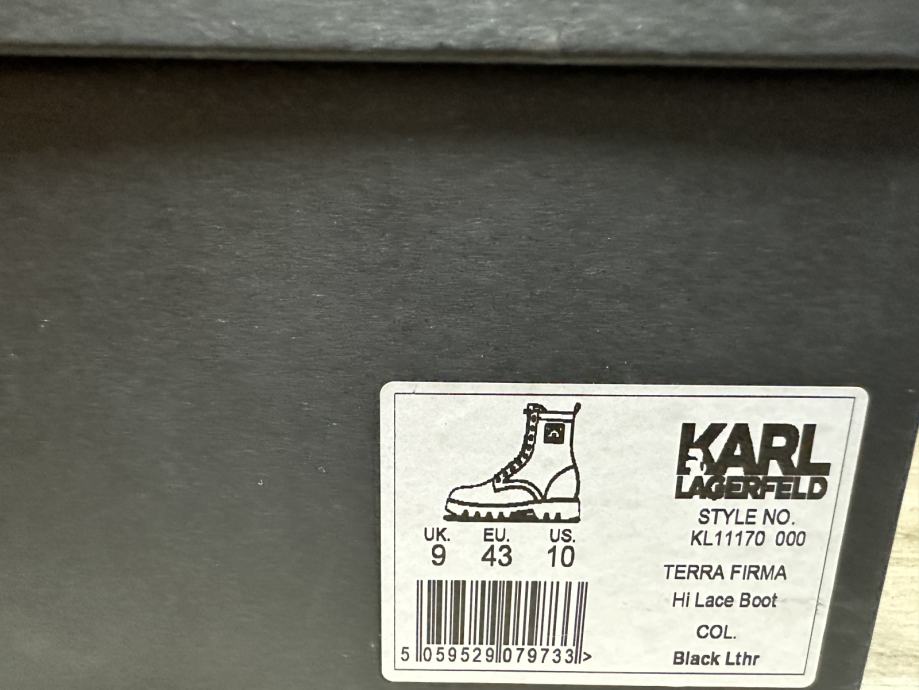 KARL
LAGERFELD
STYLE NO.
KL11170 000
TERRA FIRMA
Hi Lace Boot
COL.
Black Lthr
UK. EU. US.
9 43 10
5 059529 079733 >